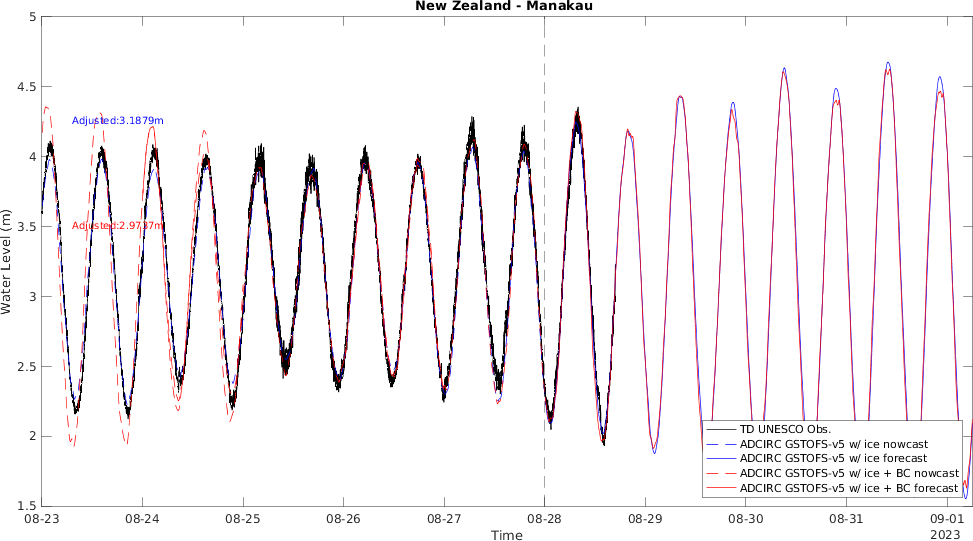 New Zealand - Manakau
5
4.5
4
3.5
3
2.5
2
1.5
Water Level (m)
Adjusted:3.1879m
Adjusted:2.9737m
TD UNESCO Obs.
ADCIRC GSTOFS-v5 w/ ice nowcast
ADCIRC GSTOFS-v5 w/ ice forecast
ADCIRC GSTOFS-v5 w/ ice + BC nowcast
ADCIRC GSTOFS-v5 w/ ice + BC forecast
08-23 08-24 08-25 08-26 08-27 08-28 08-29 08-30 08-31 09-01
2023
Time